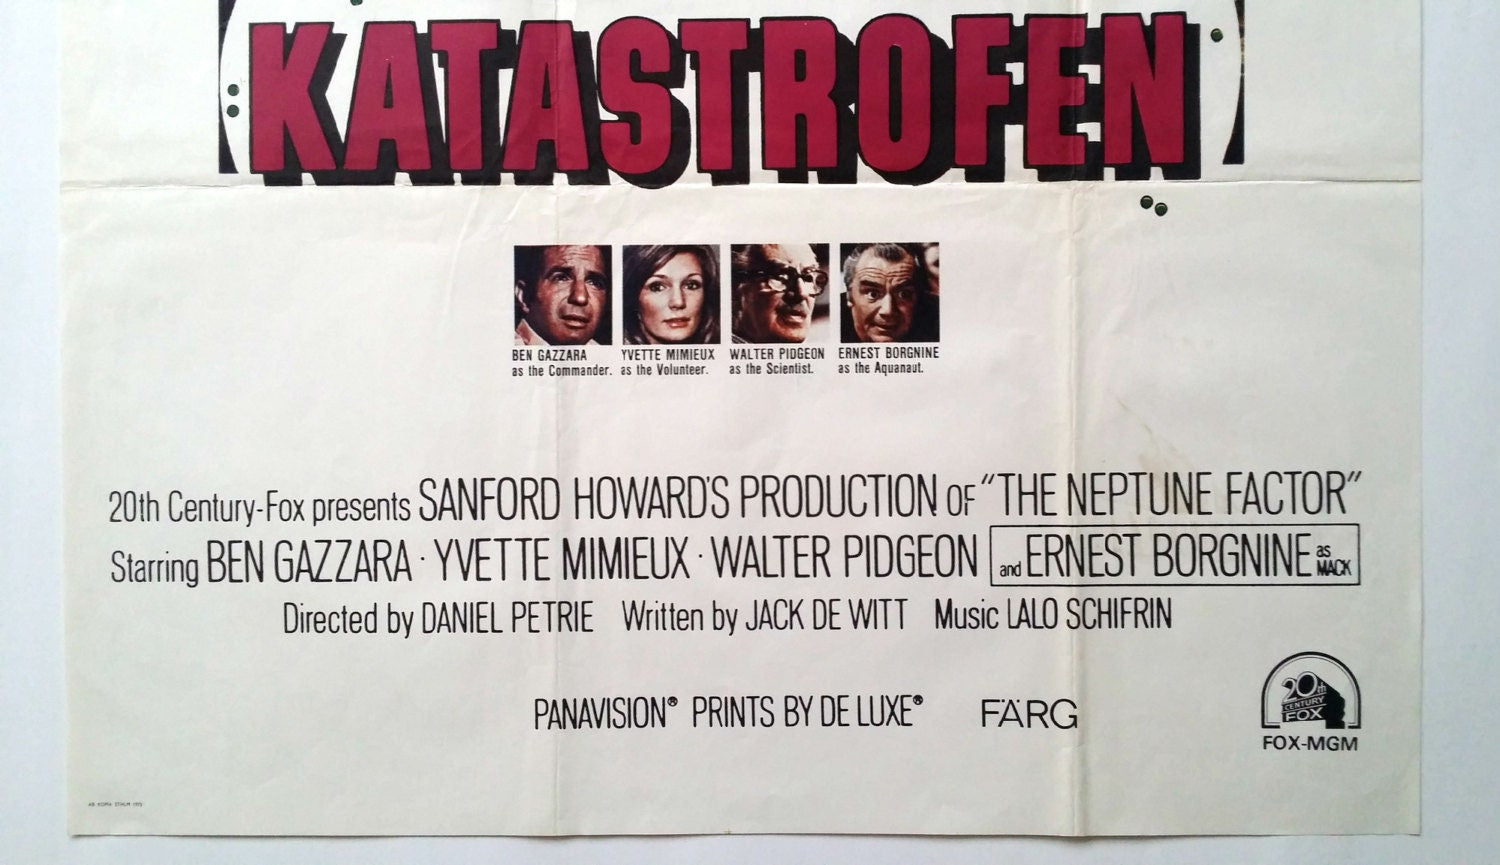 KATASTROFEN
BEN GAZZARA
as the Commander.
YVETTE MIMIEUX
as the Volunteer.
WALTER PIDGEON
as the Scientist.
ERNEST BORGNINE
as the Aquanaut.
20th Century-Fox presents SANFORD HOWARD'S PRODUCTION OF "THE NEPTUNE FACTOR"
Starring BEN GAZZARA · YVETTE MIMIEUX · WALTER PIDGEON and ERNEST BORGNINE as MACK
Directed by DANIEL PETRIE Written by JACK DE WITT Music LALO SCHIFRIN
PANAVISION® PRINTS BY DE LUXE® FÄRG
20th
CENTURY
FOX
FOX-MGM